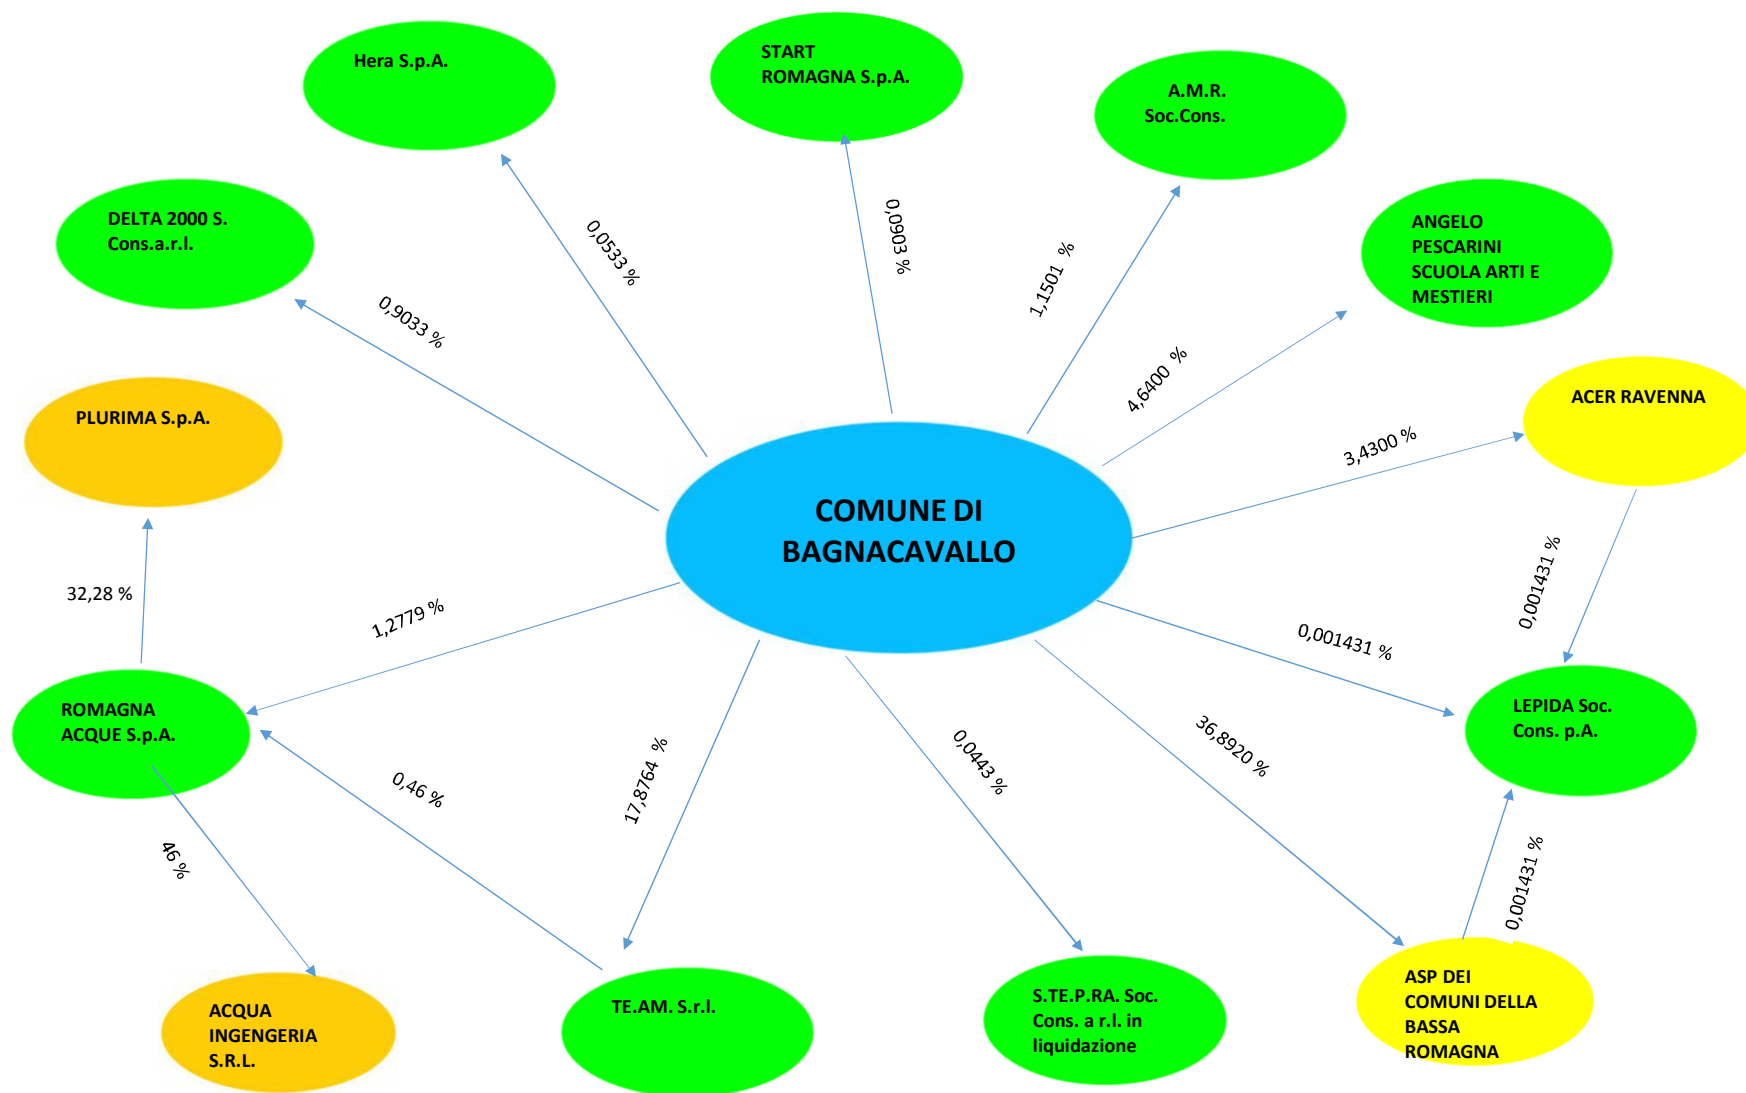 Hera S.p.A.
START
ROMAGNA S.p.A.
A.M.R.
Soc.Cons.
DELTA 2000 S.
Cons.a.r.l.
ANGELO
PESCARINI
SCUOLA ARTI E
MESTIERI
0,0533 %
0,0903 %
1,1501 %
0,9033 %
4,6400 %
PLURIMA S.p.A.
ACER RAVENNA
3,4300 %
COMUNE DI
BAGNACAVALLO
32,28 %
1,2779 %
0,001431 %
0,001431 %
ROMAGNA
ACQUE S.p.A.
LEPIDA Soc.
Cons. p.A.
0,46 %
17,8764 %
0,0443 %
36,8920 %
46 %
0,001431 %
ACQUA
INGENGERIA
S.R.L.
TE.AM. S.r.l.
S.TE.P.RA. Soc.
Cons. a r.l. in
liquidazione
ASP DEI
COMUNI DELLA
BASSA
ROMAGNA